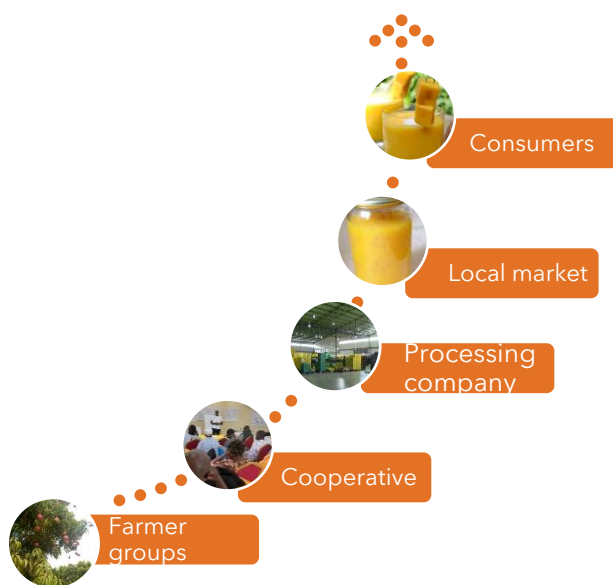 Consumers
Local market
Processing
company
Cooperative
Farmer
groups